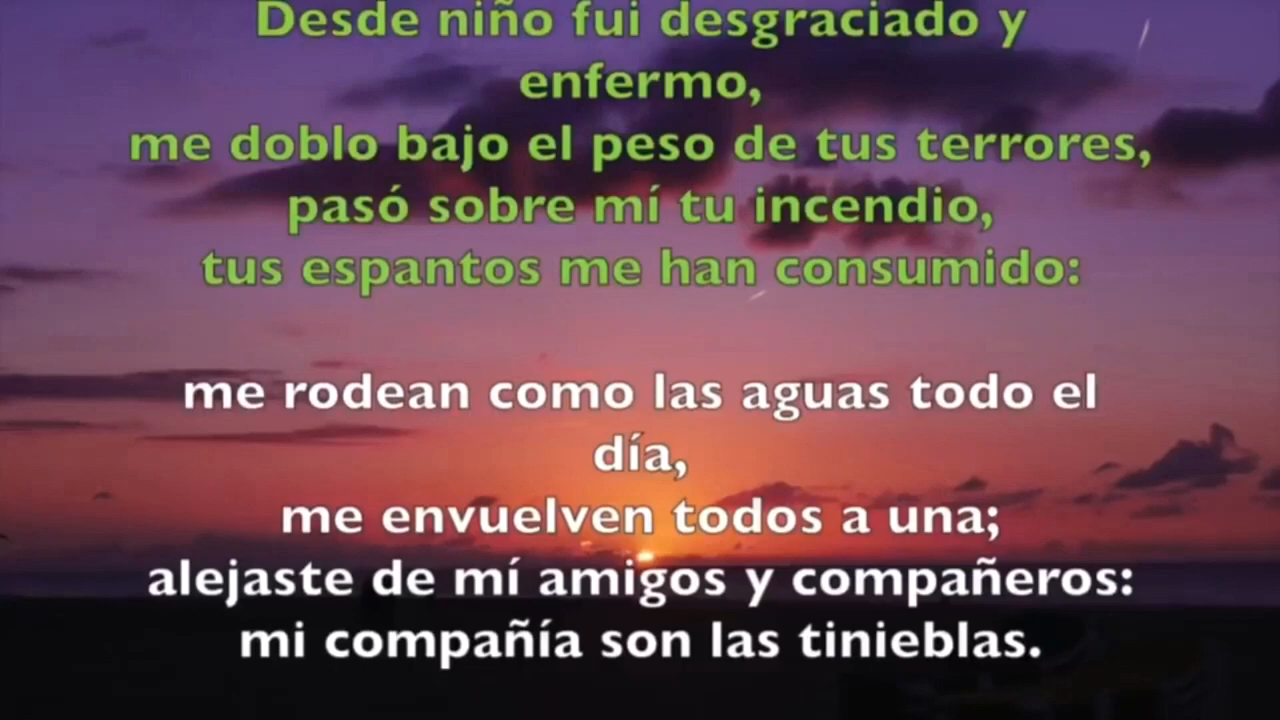 Desde niño fui desgraciado y
enfermo,
me doblo bajo el peso de tus terrores,
pasó sobre mí tu incendio,
tus espantos me han consumido:
me rodean como las aguas todo el
día,
me envuelven todos a una;
alejaste de mí amigos y compañeros:
mi compañía son las tinieblas.